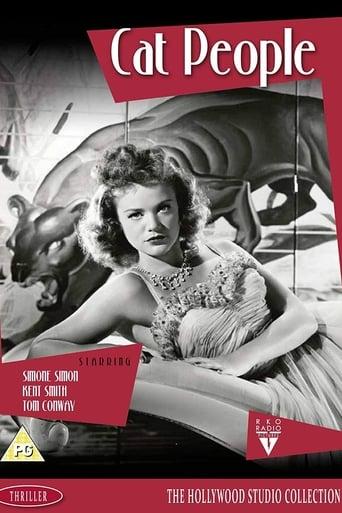 Cat People
STARRING
SIMONE SIMON
KENT SMITH
TOM CONWAY
PG
RKO
RADIO
PICTURES
THRILLER
THE HOLLYWOOD STUDIO COLLECTION